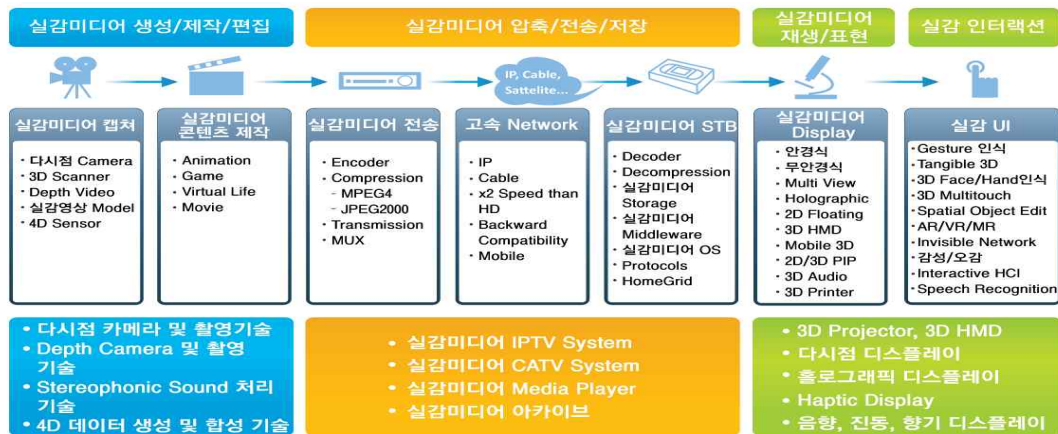 실감미디어 생성/제작/편집
실감미디어 압축/전송/저장
실감미디어
재생/표현
실감 인터랙션
IP, Cable,
Sattelite...
실감미디어 캡쳐
· 다시점 Camera
· 3D Scanner
· Depth Video
· 실감영상 Model
· 4D Sensor
실감미디어
콘텐츠 제작
· Animation
· Game
· Virtual Life
· Movie
실감미디어 전송
· Encoder
· Compression
- MPEG4
- JPEG2000
· Transmission
· MUX
고속 Network
· IP
· Cable
· x2 Speed than
HD
· Backward
Compatibility
· Mobile
실감미디어 STB
· Decoder
· Decompression
· 실감미디어
Storage
· 실감미디어
Middleware
· 실감미디어 OS
· Protocols
· HomeGrid
실감미디어
Display
· 안경식
· 무안경식
· Multi View
· Holographic
· 2D Floating
· 3D HMD
· Mobile 3D
· 2D/3D PIP
· 3D Audio
· 3D Printer
실감 UI
· Gesture 인식
· Tangible 3D
· 3D Face/Hand인식
· 3D Multitouch
· Spatial Object Edit
· AR/VR/MR
· Invisible Network
· 감성/오감
· Interactive HCI
· Speech Recognition
• 다시점 카메라 및 촬영기술
• Depth Camera 및 촬영
기술
• Stereophonic Sound 처리
기술
• 4D 데이터 생성 및 합성 기술
• 실감미디어 IPTV System
• 실감미디어 CATV System
• 실감미디어 Media Player
• 실감미디어 아카이브
• 3D Projector, 3D HMD
• 다시점 디스플레이
• 홀로그래픽 디스플레이
• Haptic Display
• 음향, 진동, 향기 디스플레이